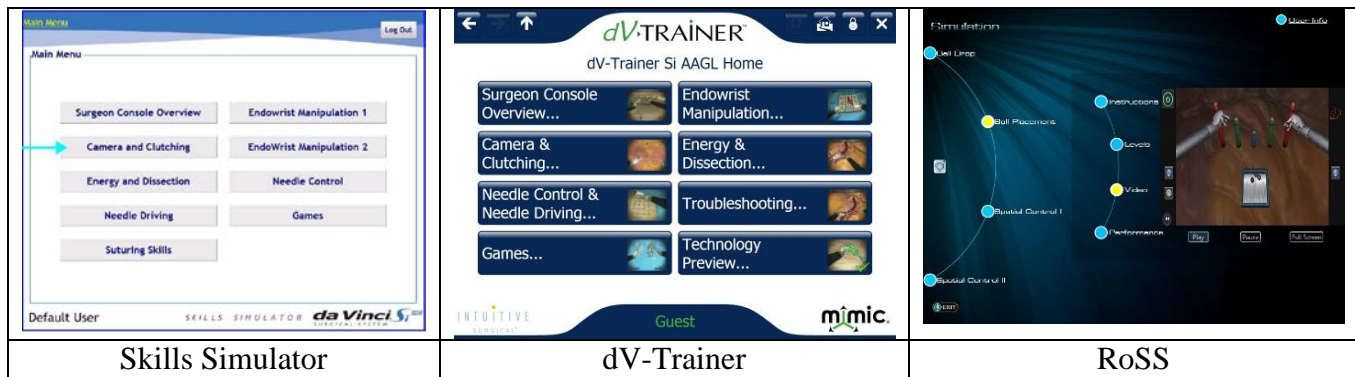 Main Menu
Log Out
Main Menu
Surgeon Console Overview
Endowrist Manipulation 1
Camera and Clutching
EndoWrist Manipulation 2
Energy and Dissection
Needle Control
Needle Driving
Games
Suturing Skills
Default User
SKILLS SIMULATOR da Vinci Si
SURGICAL SYSTEM
dV-TRAINER™
dV-Trainer Si AAGL Home
Surgeon Console
Overview...
Endowrist
Manipulation...
Camera &
Clutching...
Energy &
Dissection...
Needle Control &
Needle Driving...
Troubleshooting...
Games...
Technology
Preview...
INTUITIVE
SURGICAL
Guest
mimic.
Simulation
User Info
Ball Drop
Instructions
Ball Placement
Levels
Video
Spatial Control I
Performance
Play
Pause
Full Screen
Spatial Control II
EXIT
Skills Simulator
dV-Trainer
RoSS